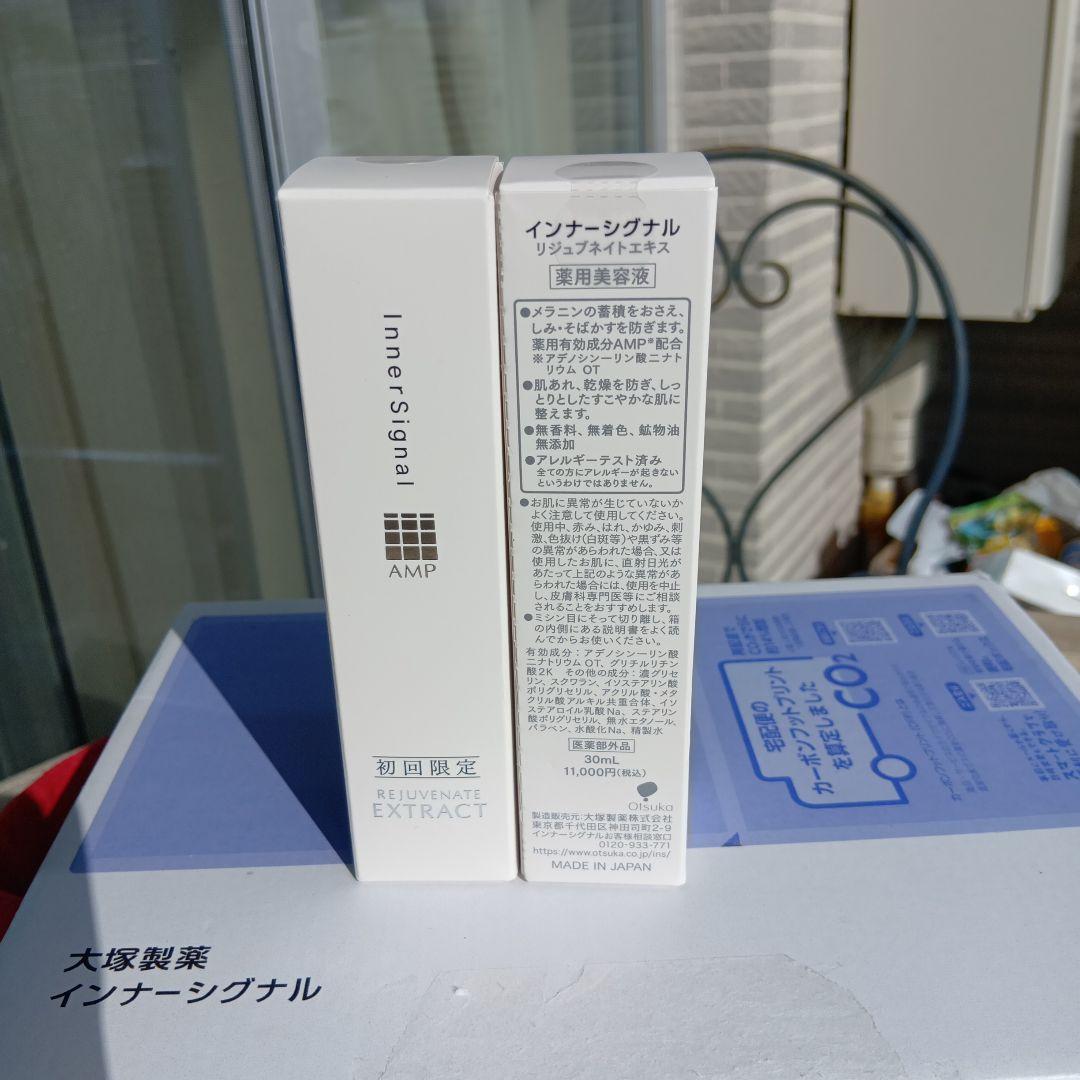 InnerSignal
AMP
初回限定
REJUVENATE
EXTRACT
インナーシグナル
リジュブネイトエキス
薬用美容液
●メラニンの蓄積をおさえ、
しみ・そばかすを防ぎます。
薬用有効成分AMP※配合
※アデノシン一リン酸二ナト
リウム OT
●肌あれ、乾燥を防ぎ、しっ
とりとしたすこやかな肌に
整えます。
●無香料、無着色、鉱物油
無添加
●アレルギーテスト済み
全ての方にアレルギーが起きない
というわけではありません。
●お肌に異常が生じていないか
よく注意して使用してください。
使用中、赤み、はれ、かゆみ、刺
激、色抜け(白斑等)や黒ずみ等
の異常があらわれた場合、又は
使用したお肌に、直射日光が
あたって上記のような異常があ
らわれた場合には、使用を中止
し、皮膚科専門医等にご相談
されることをおすすめします。
●ミシン目にそって切り離し、箱
の内側にある説明書をよく読
んでからお使いください。
有効成分：アデノシン一リン酸
二ナトリウムOT、グリチルリチン
酸2K その他の成分：濃グリセ
リン、スクワラン、イソステアリン酸
ポリグリセリル、アクリル酸・メタ
クリル酸アルキル共重合体、イソ
ステアロイル乳酸Na、ステアリン
酸ポリグリセリル、無水エタノール、
パラベン、水酸化Na、精製水
医薬部外品
30mL
11,000円(税込)
Otsuka
製造販売元：大塚製薬株式会社
東京都千代田区神田司町2-9
インナーシグナルお客様相談窓口
0120-933-771
https://www.otsuka.co.jp/ins/
MADE IN JAPAN
宅配便の
カーボンフットプリント
を算定しました
CO2
大塚製薬
インナーシグナル